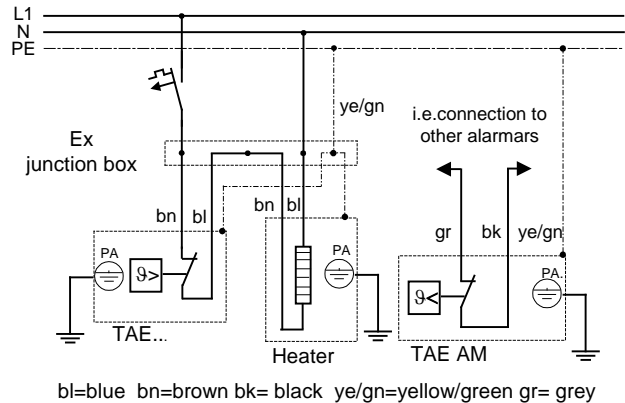 L1
N
PE
ye/gn
i.e.connection to
other alarmars
Ex
junction box
bn bl bn bl gr bk ye/gn
PA
PA
PA.
ϑ>
ϑ<
TAE...
Heater
TAE AM
bl=blue bn=brown bk= black ye/gn=yellow/green gr= grey